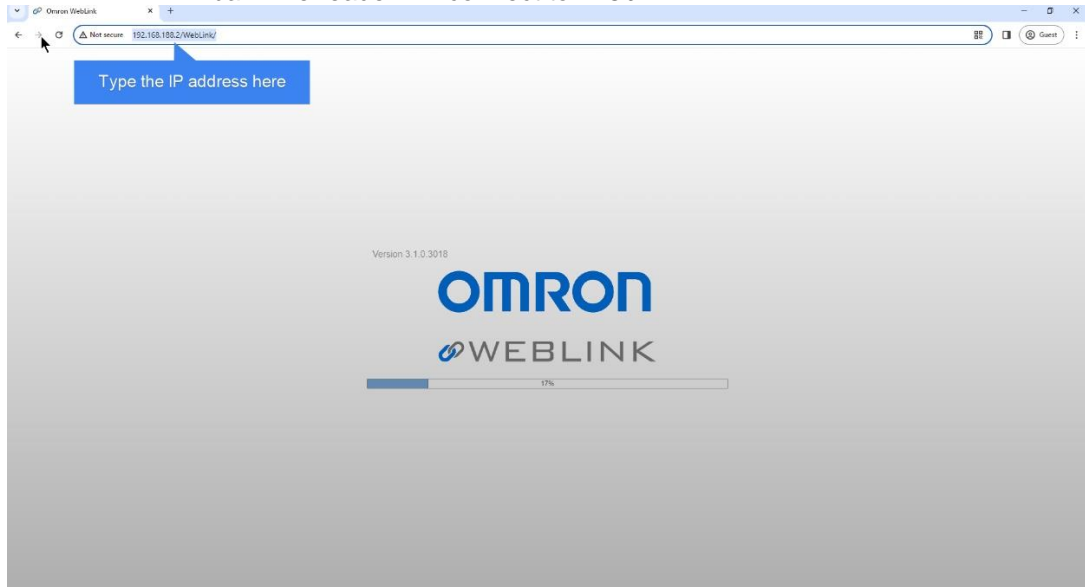 Omron WebLink
Not secure 192.168.188.2/WebLink/
Guest
Type the IP address here
Version 3.1.0.3018
OMRON
WEBLINK
17%